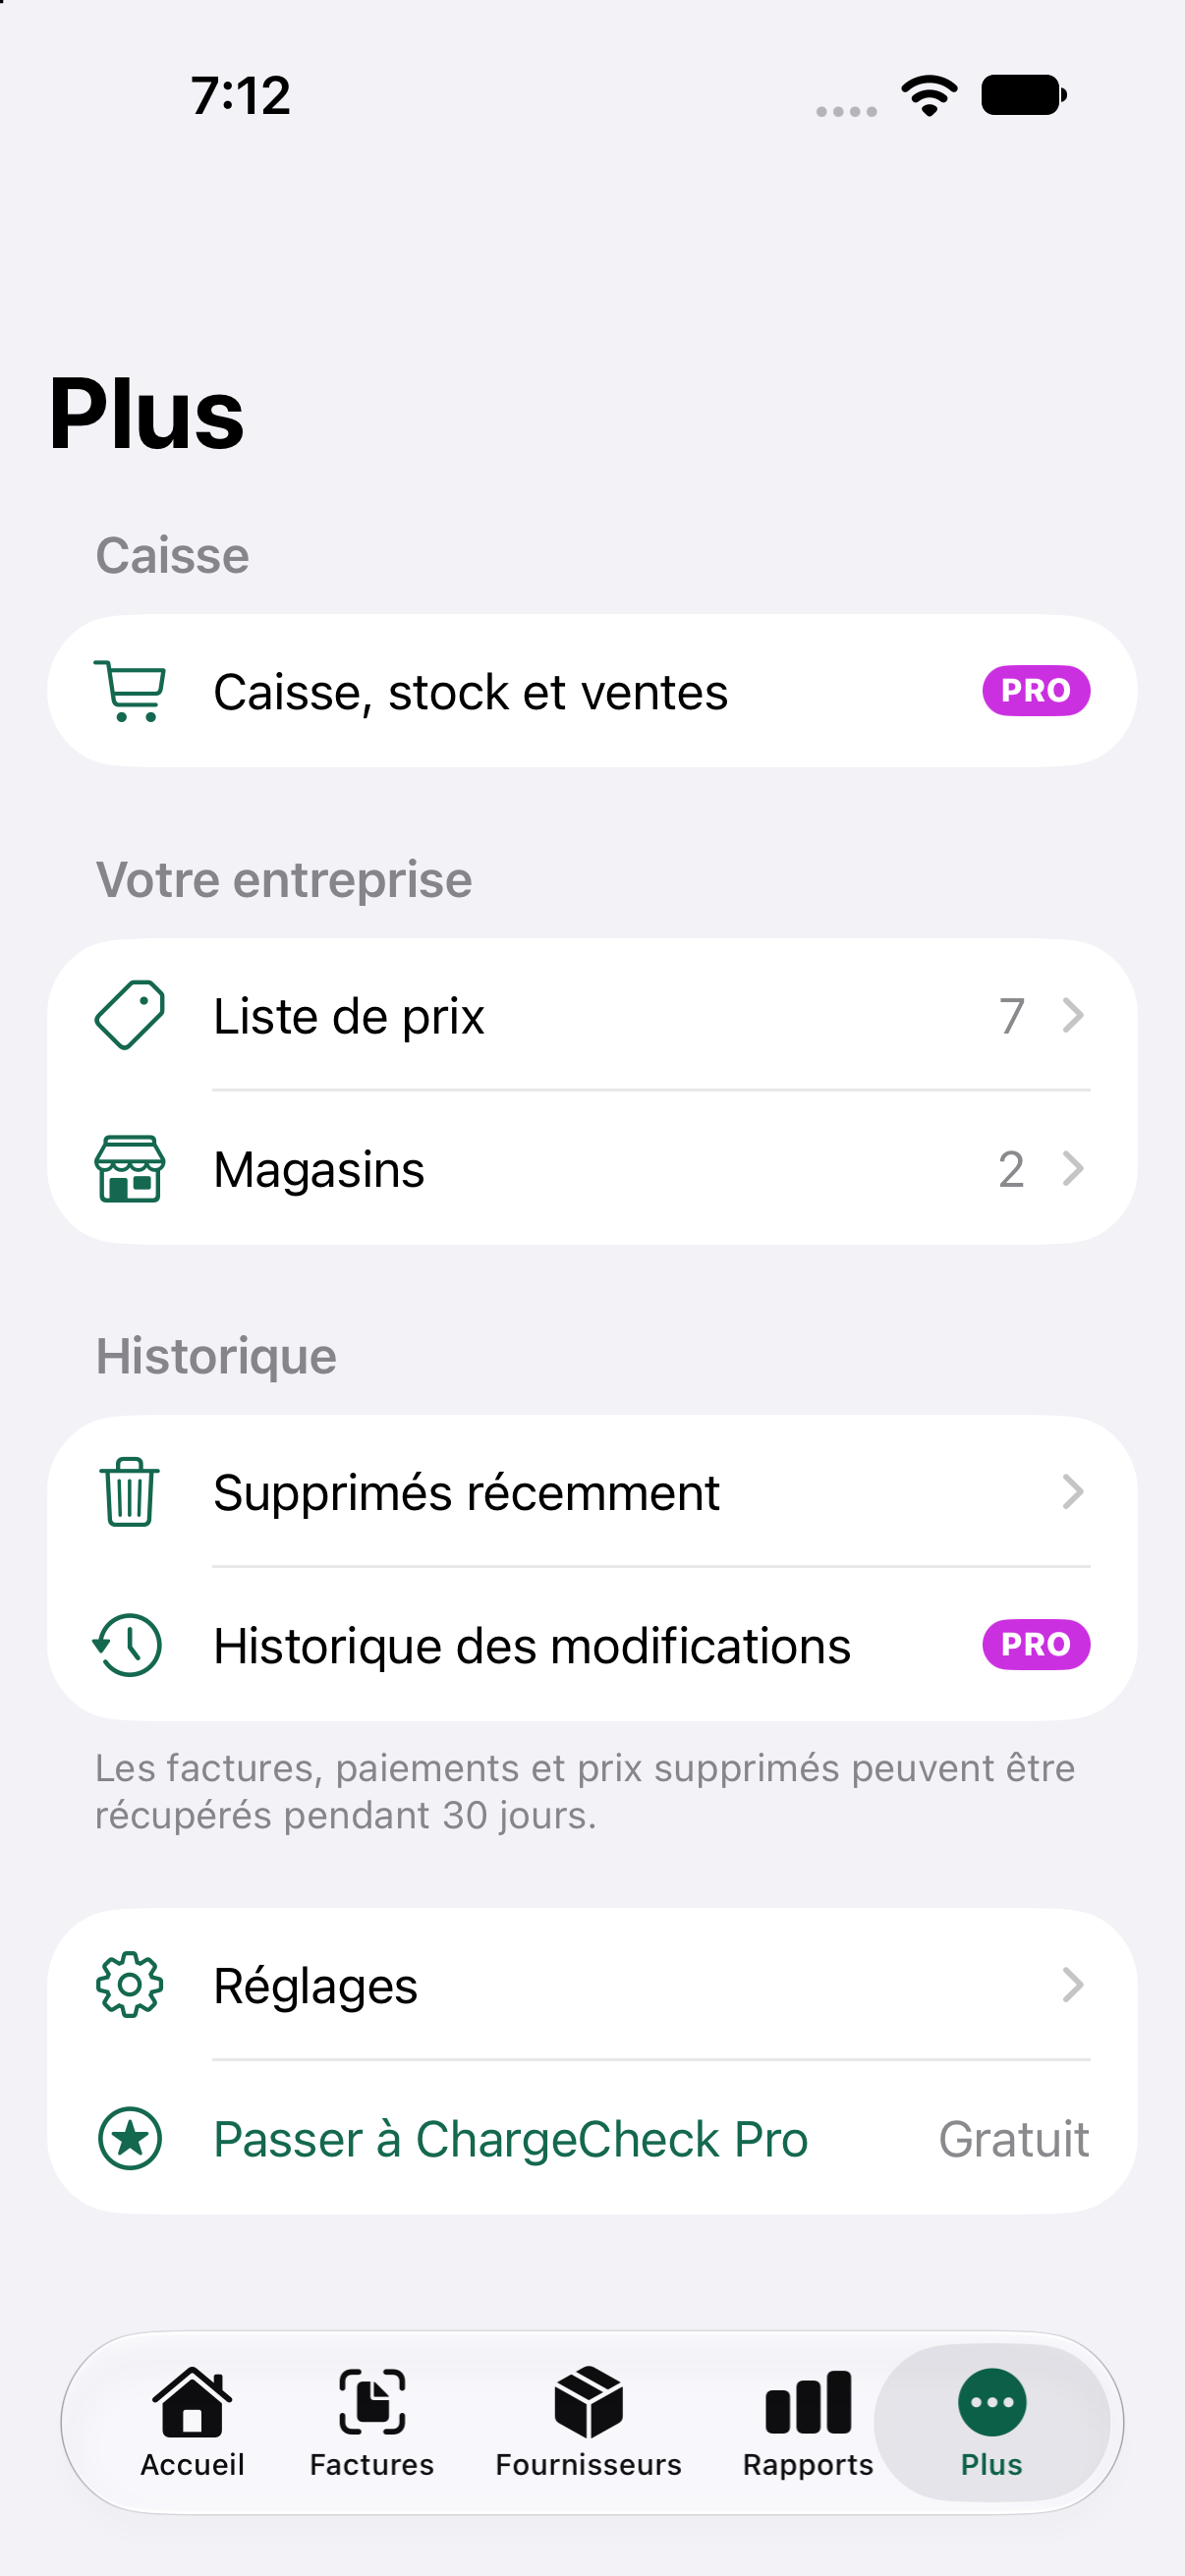 7:12
Plus
Caisse
Caisse, stock et ventes PRO
Votre entreprise
Liste de prix 7
Magasins 2
Historique
Supprimés récemment
Historique des modifications PRO
Les factures, paiements et prix supprimés peuvent être
récupérés pendant 30 jours.
Réglages
Passer à ChargeCheck Pro Gratuit
Accueil Factures Fournisseurs Rapports Plus